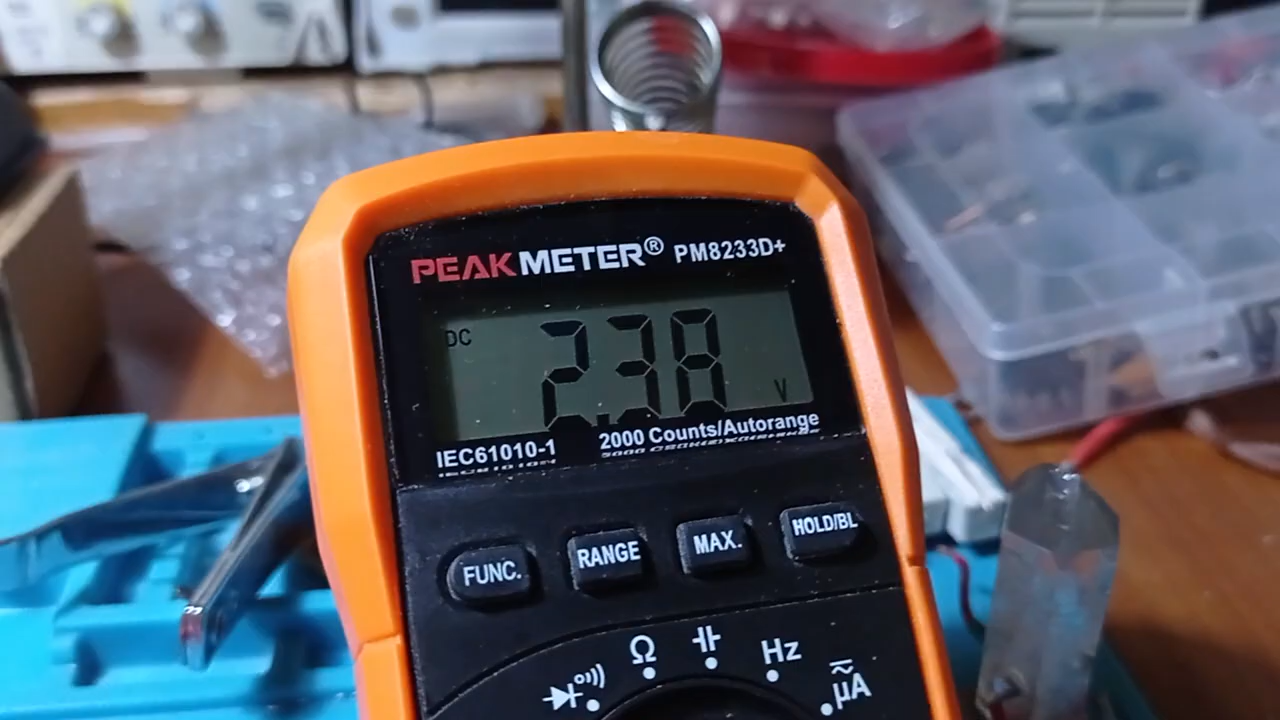 PEAKMETER® PM8233D+
DC
2.38
V
IEC61010-1 2000 Counts/Autorange
FUNC. RANGE MAX. HOLD/BL
Ω Hz
μA